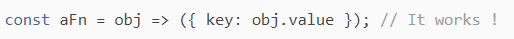 const aFn = obj => ({ key: obj.value }); // It works !